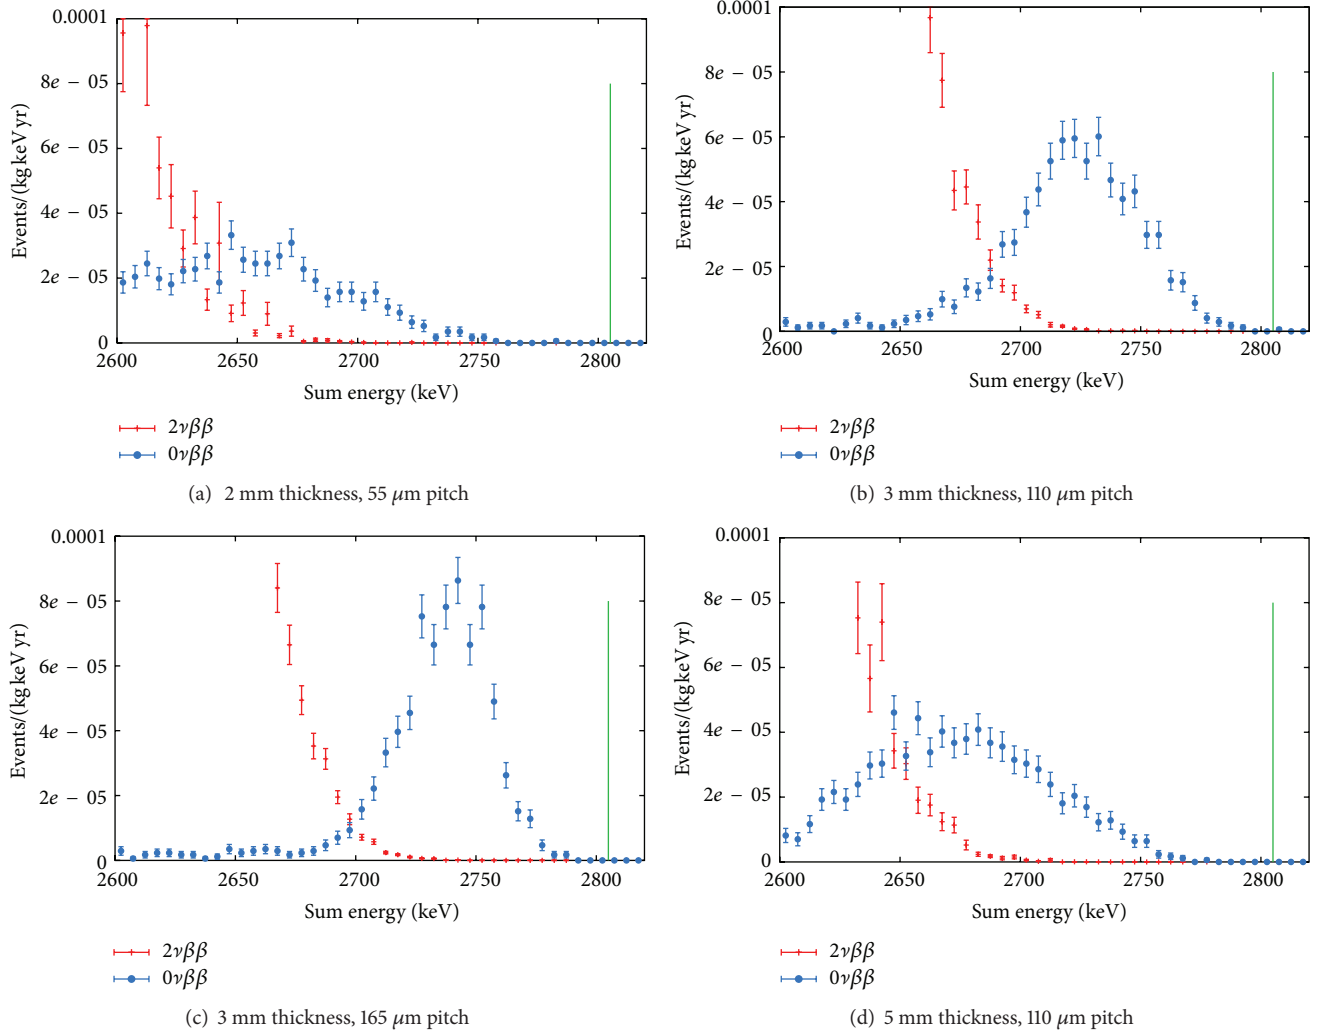 0.0001
8e − 05
6e − 05
4e − 05
2e − 05
0
Events/(kg keV yr)
2600
2650
2700
2750
2800
Sum energy (keV)
2νββ
0νββ
(a) 2 mm thickness, 55 μm pitch
0.0001
8e − 05
6e − 05
4e − 05
2e − 05
0
Events/(kg keV yr)
2600
2650
2700
2750
2800
Sum energy (keV)
2νββ
0νββ
(b) 3 mm thickness, 110 μm pitch
0.0001
8e − 05
6e − 05
4e − 05
2e − 05
0
Events/(kg keV yr)
2600
2650
2700
2750
2800
Sum energy (keV)
2νββ
0νββ
(c) 3 mm thickness, 165 μm pitch
0.0001
8e − 05
6e − 05
4e − 05
2e − 05
0
Events/(kg keV yr)
2600
2650
2700
2750
2800
Sum energy (keV)
2νββ
0νββ
(d) 5 mm thickness, 110 μm pitch